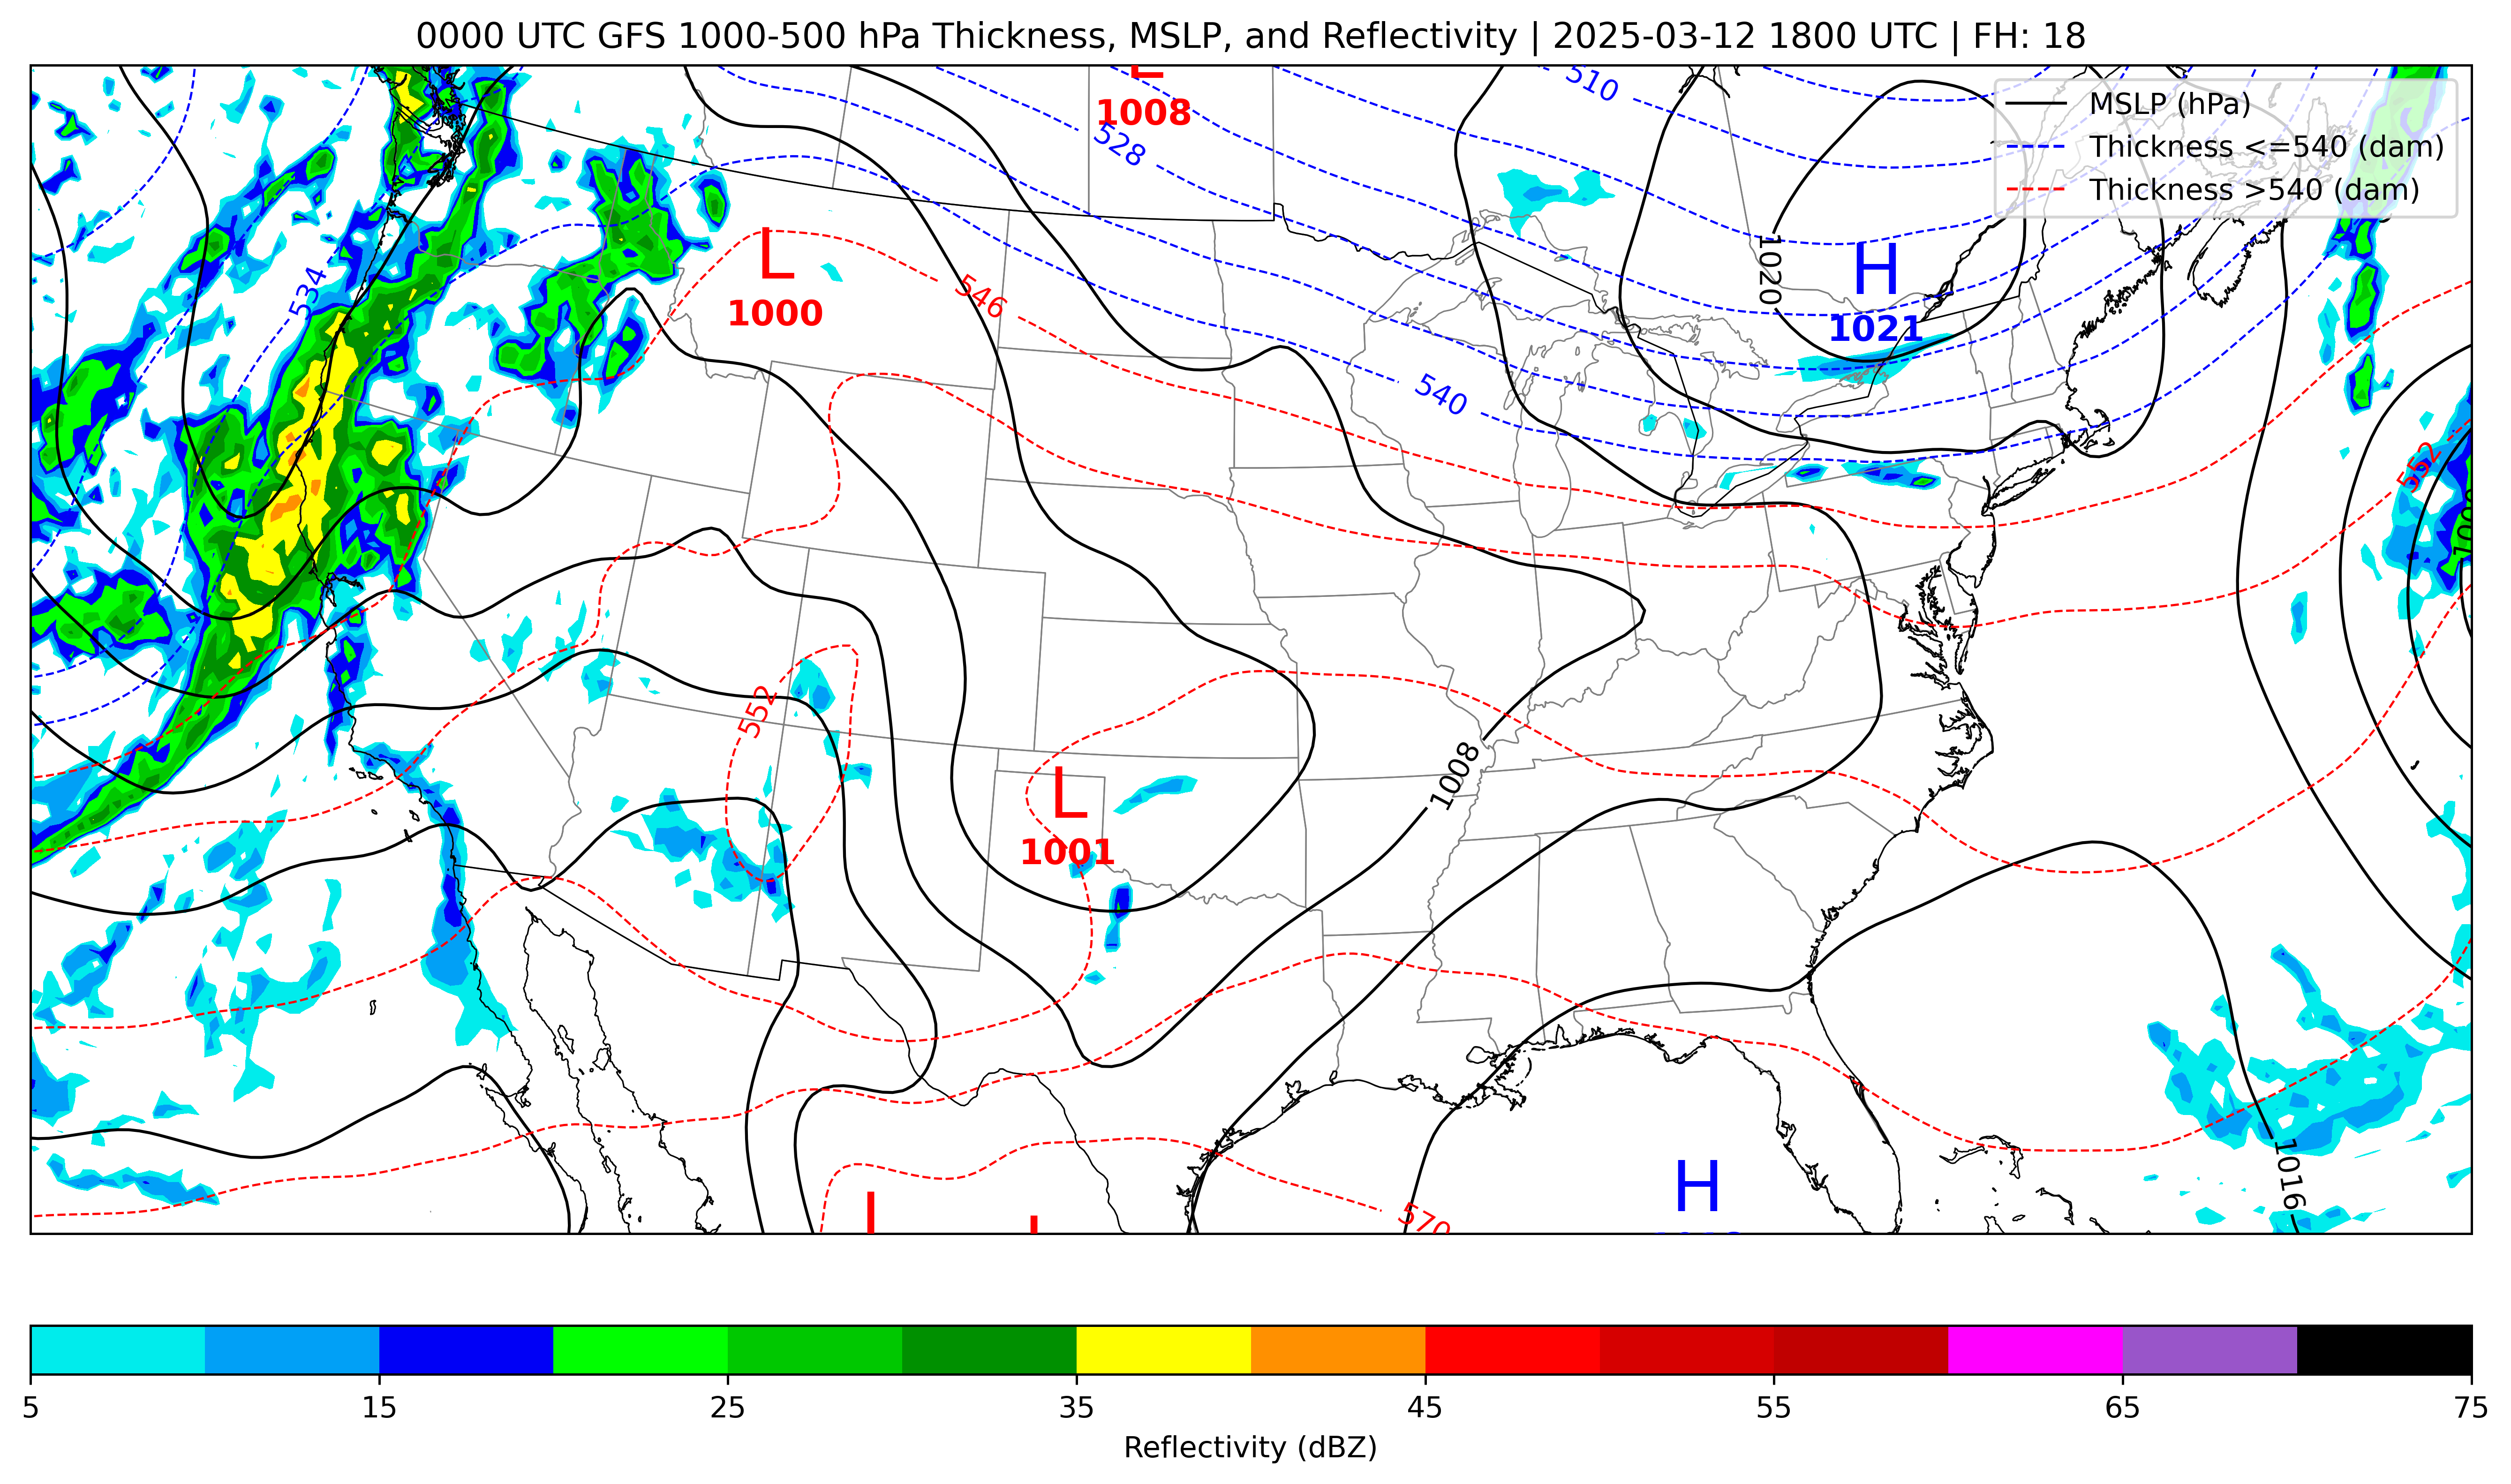 0000 UTC GFS 1000-500 hPa Thickness, MSLP, and Reflectivity | 2025-03-12 1800 UTC | FH: 18
MSLP (hPa)
Thickness <=540 (dam)
Thickness >540 (dam)
L
1008
510
528
534
L
1000
546
1020
H
1021
540
552
552
L
1001
1008
1016
H
570
L
5 15 25 35 45 55 65 75
Reflectivity (dBZ)